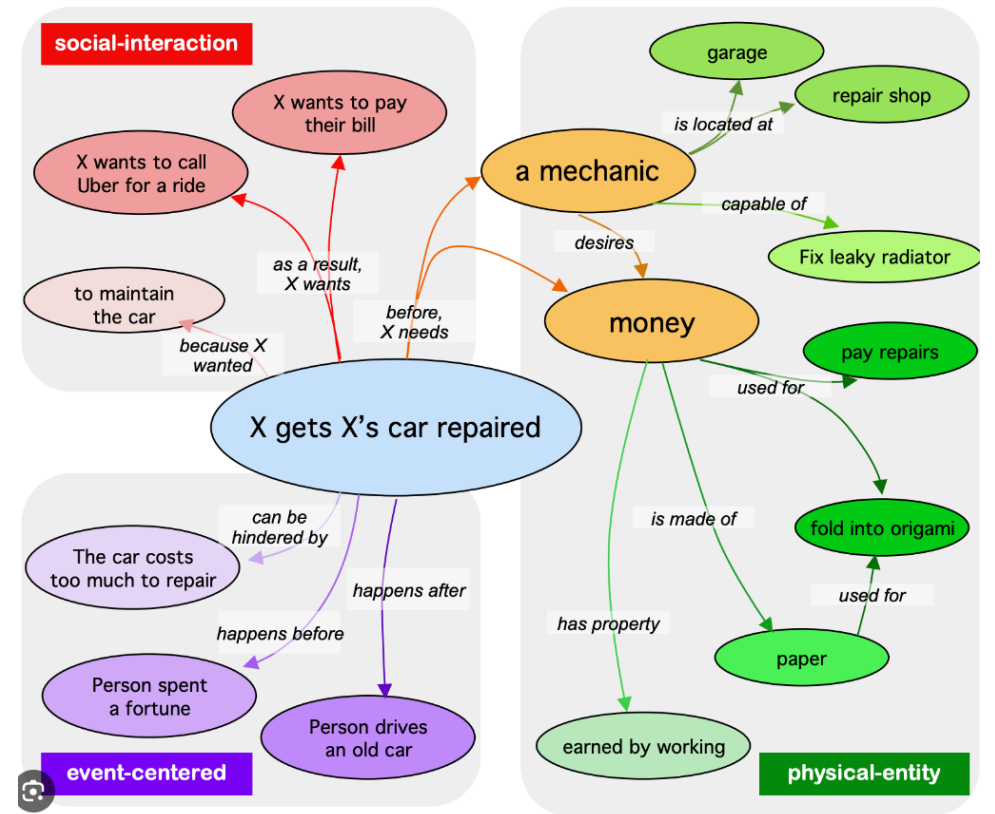 social-interaction
X wants to pay
their bill
X wants to call
Uber for a ride
as a result,
X wants
to maintain
the car
because X
wanted
before,
X needs
X gets X's car repaired
garage
repair shop
is located at
a mechanic
capable of
Fix leaky radiator
desires
money
pay repairs
used for
fold into origami
is made of
used for
has property
paper
earned by working
physical-entity
can be
hindered by
The car costs
too much to repair
happens after
happens before
Person spent
a fortune
Person drives
an old car
event-centered